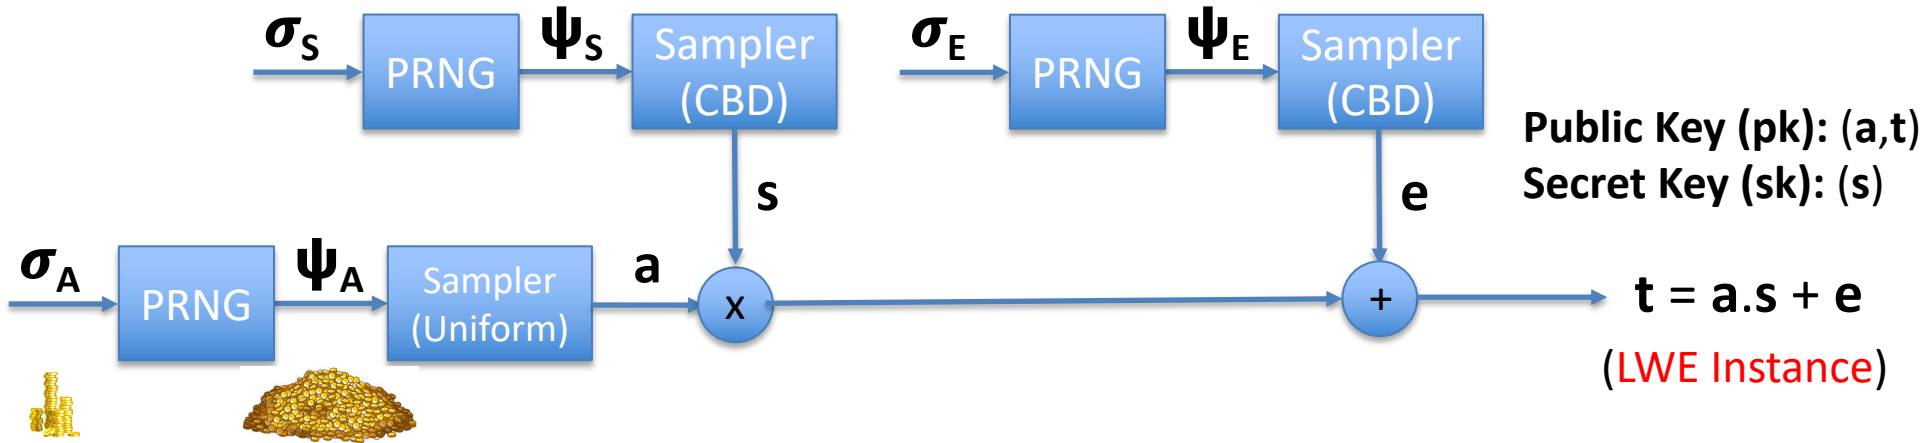 σS
PRNG
ψS
Sampler
(CBD)
σE
PRNG
ψE
Sampler
(CBD)
Public Key (pk): (a,t)
Secret Key (sk): (s)
s
e
σA
PRNG
ψA
Sampler
(Uniform)
a
x
+
t = a.s + e
(LWE Instance)